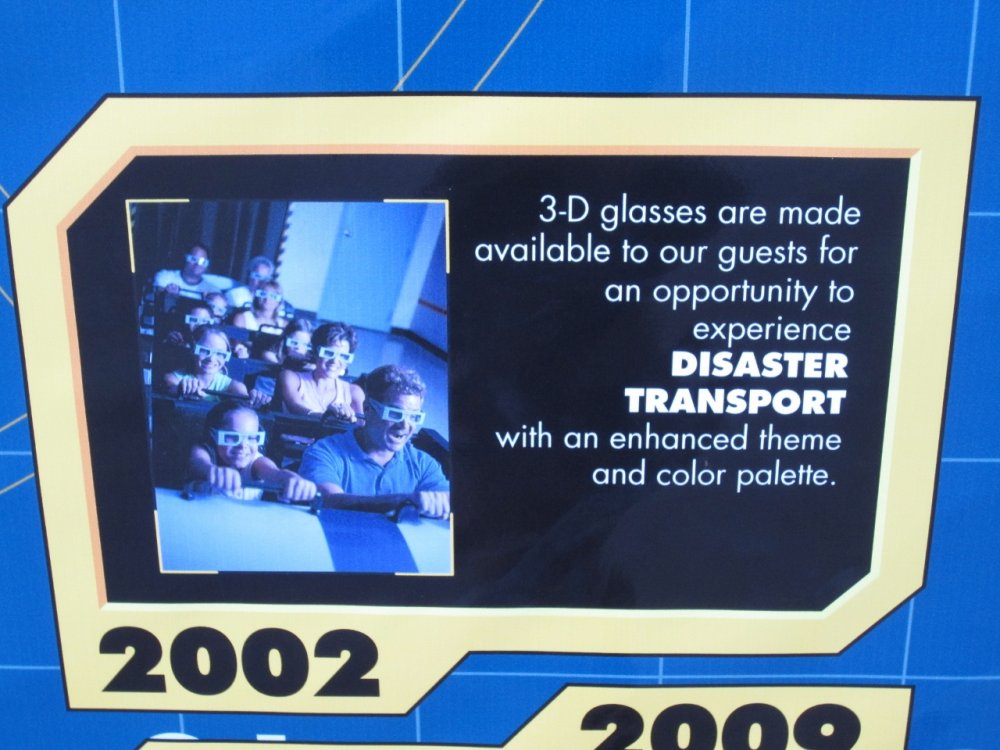 3-D glasses are made
available to our guests for
an opportunity to
experience
DISASTER
TRANSPORT
with an enhanced theme
and color palette.
2002
2009